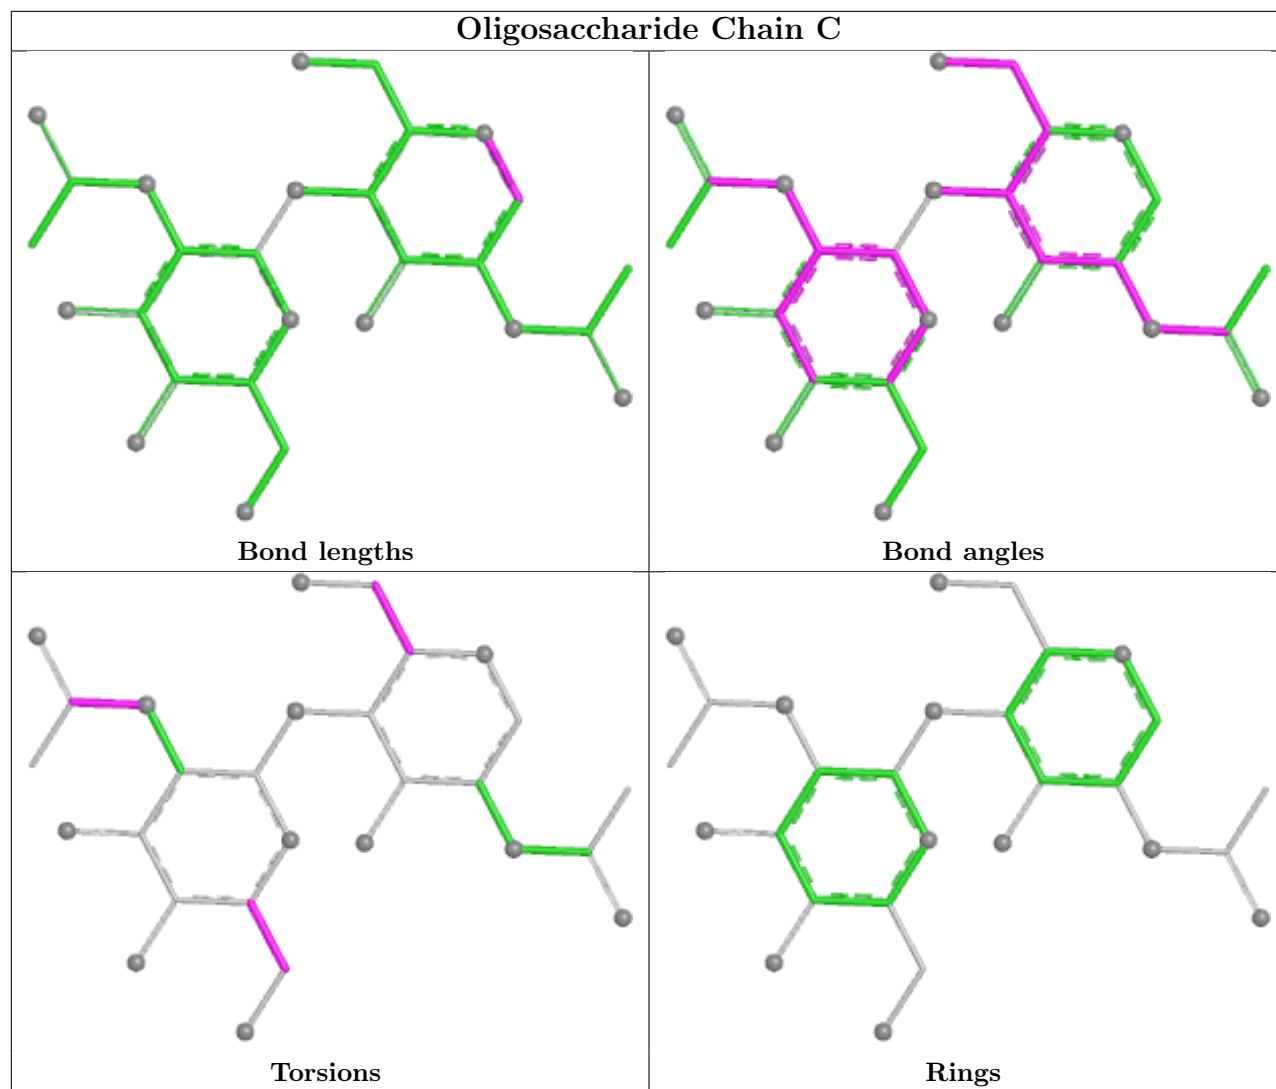 Oligosaccharide Chain C
Bond lengths
Bond angles
Torsions
Rings